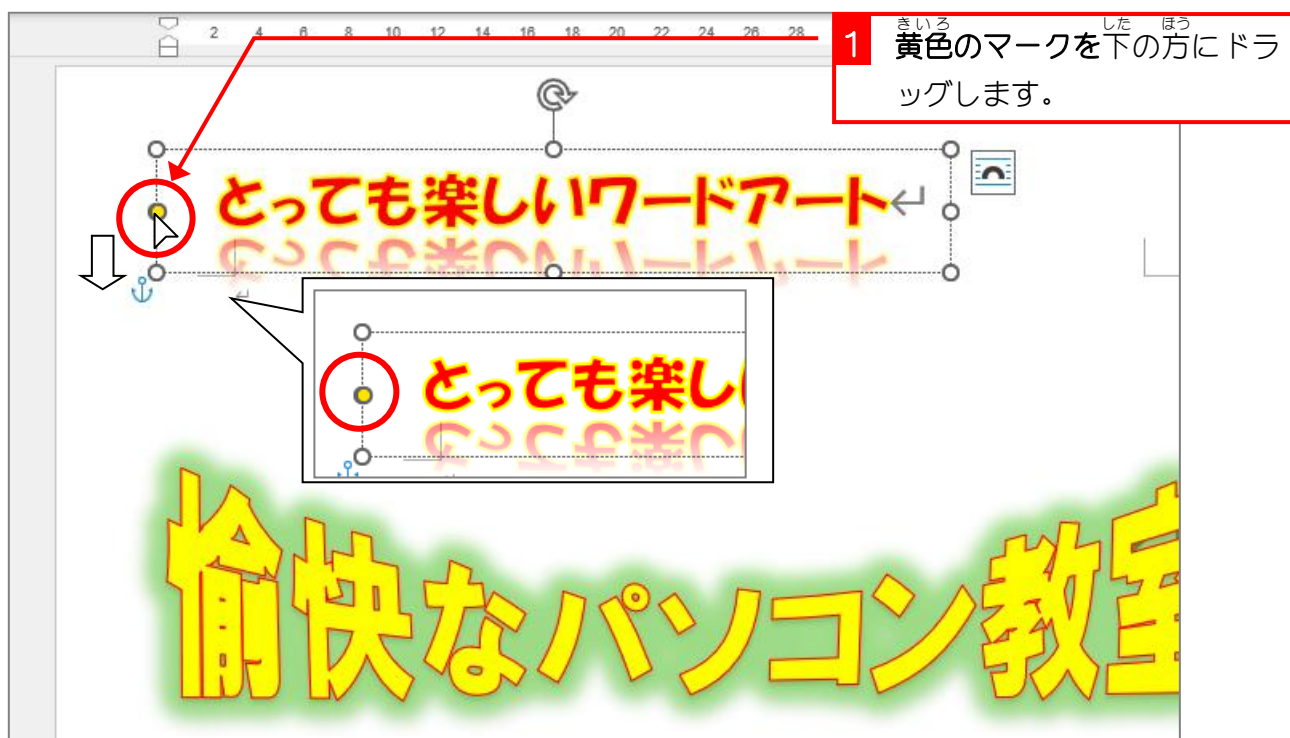 2 4 6 8 10 12 14 16 18 20 22 24 26 28
1
きいろ した ほう
黄色のマークを下の方にドラ
ッグします。
とっても楽しいワードアート↵
とっても楽し
愉快なパソコン教室